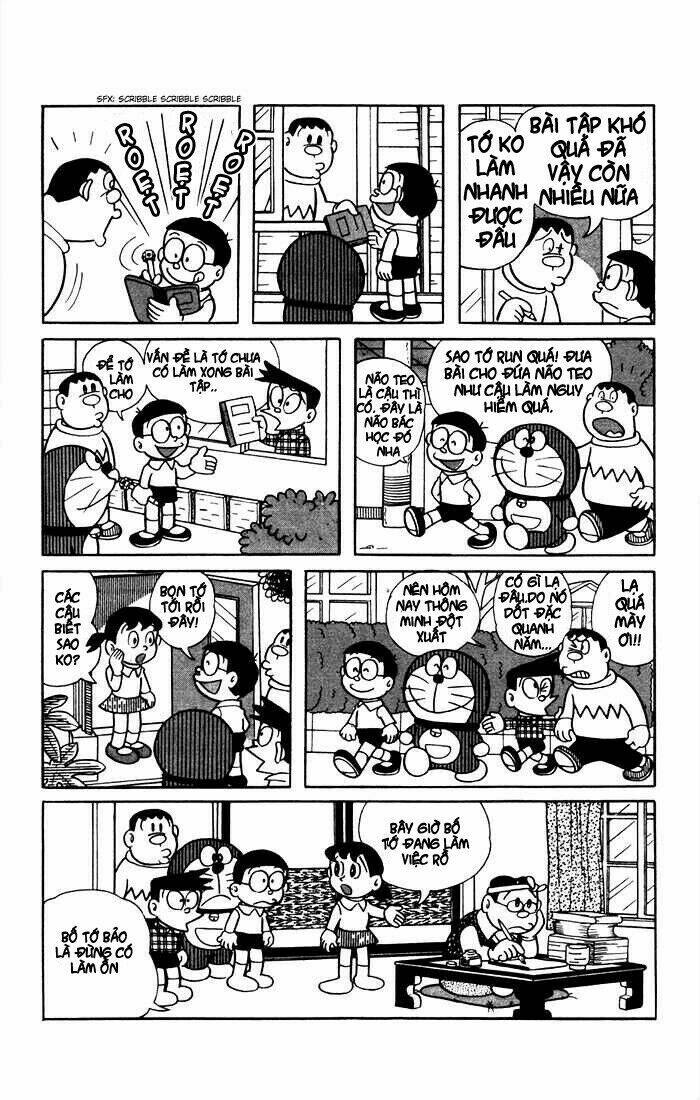 SFX: SCRIBBLE SCRIBBLE SCRIBBLE
BÀI TẬP KHÓ
QUÁ ĐÃ
VẬY CÒN
NHIỀU NỮA
TỚ KO
LÀM
NHANH
ĐƯỢC
ĐÂU
ROẸT
ROẸT
ROẸT
SAO TỚ RUN QUÁ! ĐƯA
BÀI CHO ĐỨA NÃO TEO
NHƯ CẬU LÀM NGUY
HIỂM QUÁ.
NÃO TEO
LÀ CẬU THÌ
CÓ. ĐÂY LÀ
NÃO BÁC
HỌC ĐÓ
NHA
VẤN ĐỀ LÀ TỚ CHƯA
CÓ LÀM XONG BÀI
TẬP..
ĐỂ TỚ
LÀM
CHO
LẠ
QUÁ
MÀY
ƠI!!
CÓ GÌ LẠ
ĐÂU.DO NÓ
DỐT ĐẶC
QUANH
NĂM...
NÊN HÔM
NAY THÔNG
MINH ĐỘT
XUẤT
BỌN TỚ
TỚI RỒI
ĐÂY!
CÁC
CẬU
BIẾT
SAO
KO?
BÂY GIỜ BỐ
TỚ ĐANG LÀM
VIỆC RỒ
BỐ TỚ BẢO
LÀ ĐỪNG CÓ
LÀM ỒN